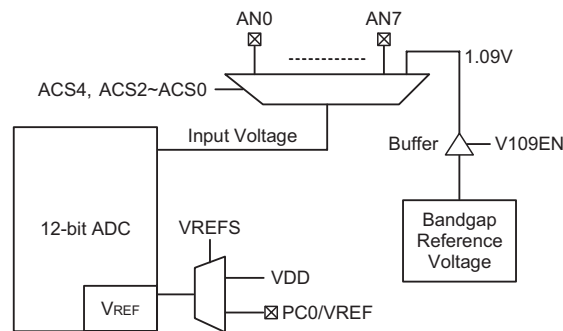 AN0
AN7
1.09V
ACS4, ACS2~ACS0
Input Voltage
Buffer
V109EN
12-bit ADC
Bandgap
Reference
Voltage
VREFS
VDD
VREF
PC0/VREF